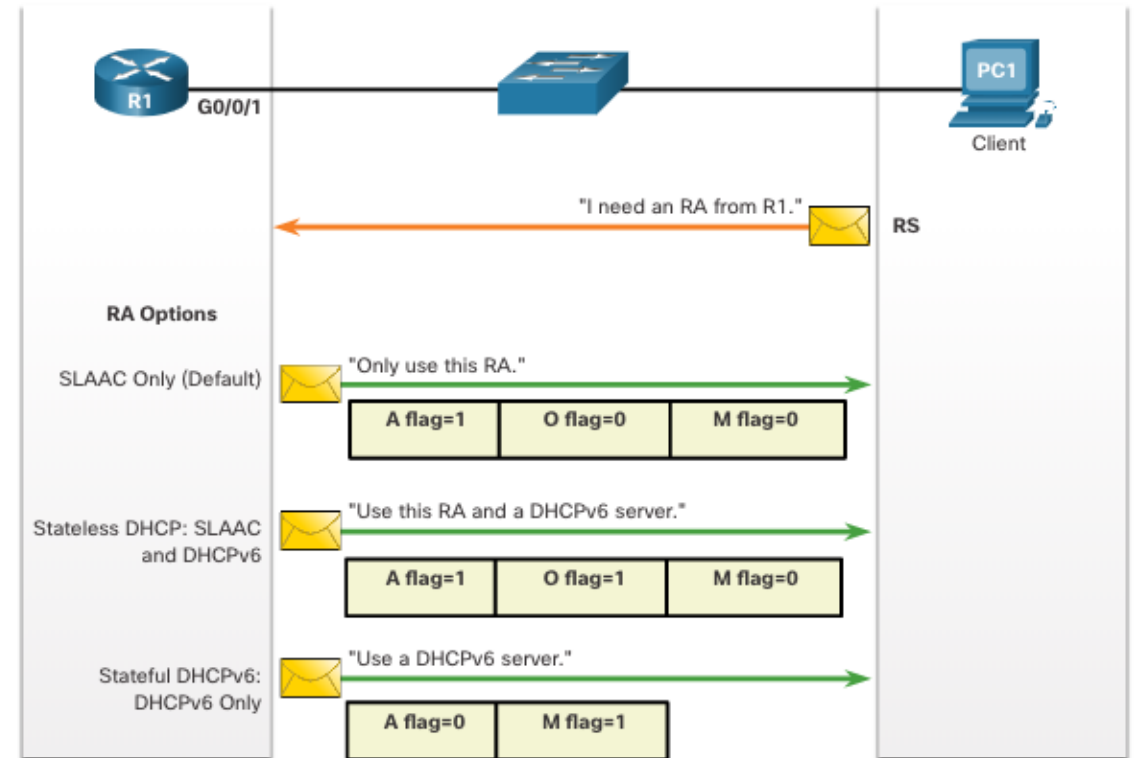 R1
G0/0/1
PC1
Client
"I need an RA from R1."
RS
RA Options
SLAAC Only (Default)
"Only use this RA."
A flag=1
O flag=0
M flag=0
Stateless DHCP: SLAAC
and DHCPv6
"Use this RA and a DHCPv6 server."
A flag=1
O flag=1
M flag=0
Stateful DHCPv6:
DHCPv6 Only
"Use a DHCPv6 server."
A flag=0
M flag=1